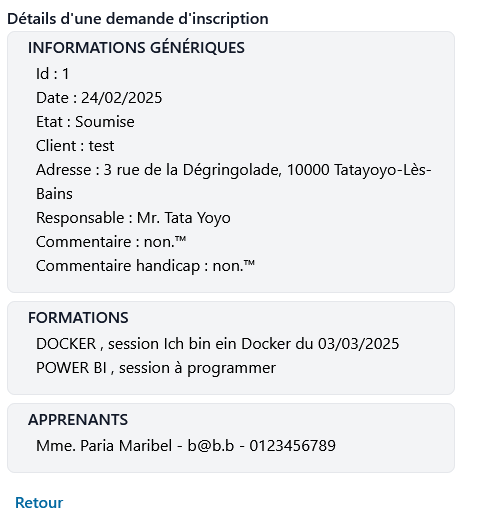 Détails d'une demande d'inscription
INFORMATIONS GÉNÉRIQUES
Id : 1
Date : 24/02/2025
Etat : Soumise
Client : test
Adresse : 3 rue de la Dégringolade, 10000 Tatayoyo-Lès-
Bains
Responsable : Mr. Tata Yoyo
Commentaire : non.™
Commentaire handicap : non.™
FORMATIONS
DOCKER , session Ich bin ein Docker du 03/03/2025
POWER BI , session à programmer
APPRENANTS
Mme. Paria Maribel - b@b.b - 0123456789
Retour